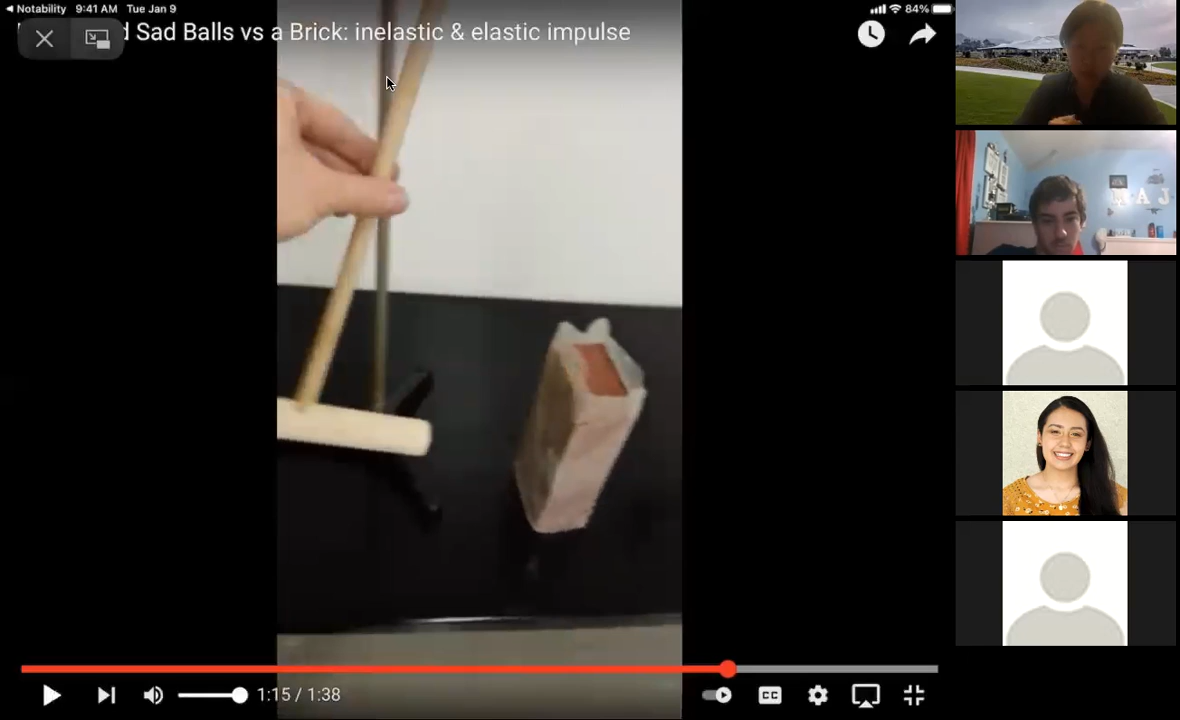 Notability 9:41 AM Tue Jan 9
84%
d Sad Balls vs a Brick: inelastic & elastic impulse
A J
1:15 / 1:38
CC